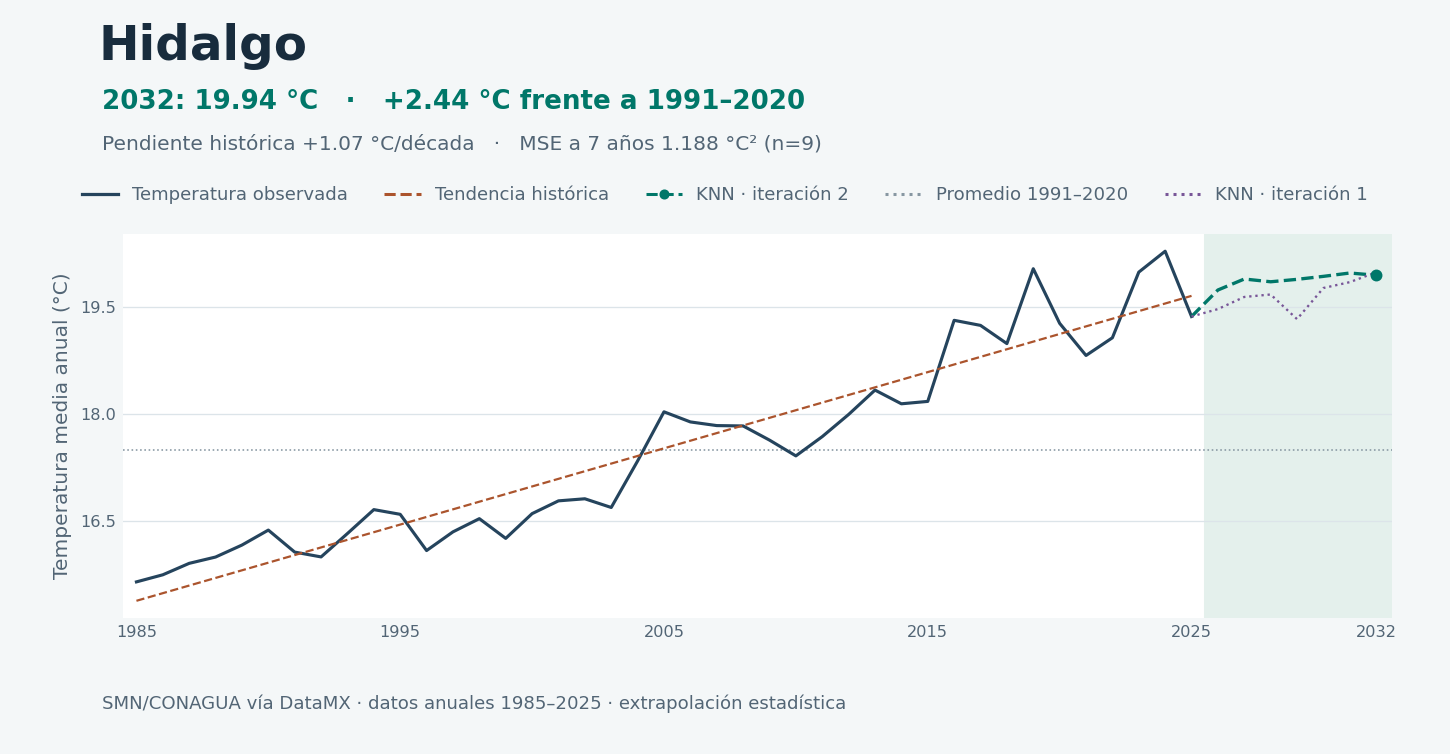 Hidalgo
2032: 19.94 °C · +2.44 °C frente a 1991–2020
Pendiente histórica +1.07 °C/década · MSE a 7 años 1.188 °C² (n=9)
Temperatura observada
Tendencia histórica
KNN · iteración 2
Promedio 1991–2020
KNN · iteración 1
Temperatura media anual (°C)
19.5
18.0
16.5
1985
1995
2005
2015
2025
2032
SMN/CONAGUA vía DataMX · datos anuales 1985–2025 · extrapolación estadística